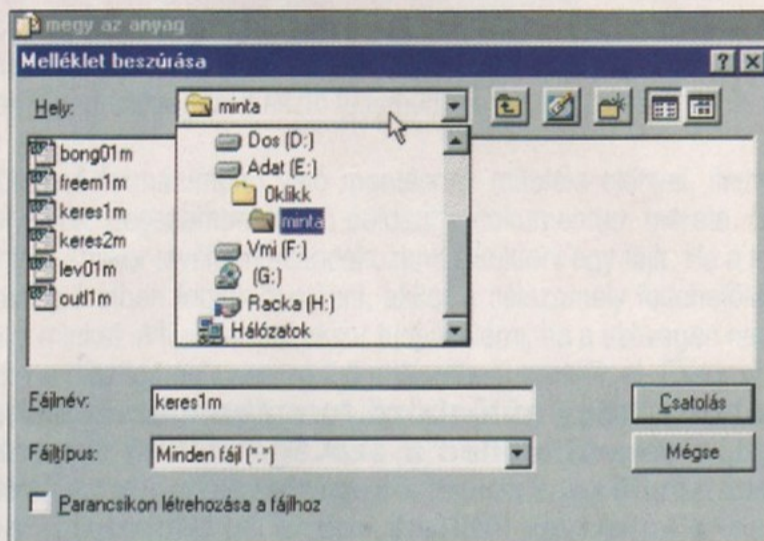 megy az anyag
Melléklet beszúrása
Hely:
minta
bong01m
freem1m
keres1m
keres2m
lev01m
outl1m
Dos (D:)
Adat (E:)
0klikk
minta
Vmi (F:)
(G:)
Racka (H:)
Hálózatok
Fájlnév:
keres1m
Csatolás
Fájltípus:
Minden fájl (*.*)
Mégse
Parancsikon létrehozása a fájlhoz